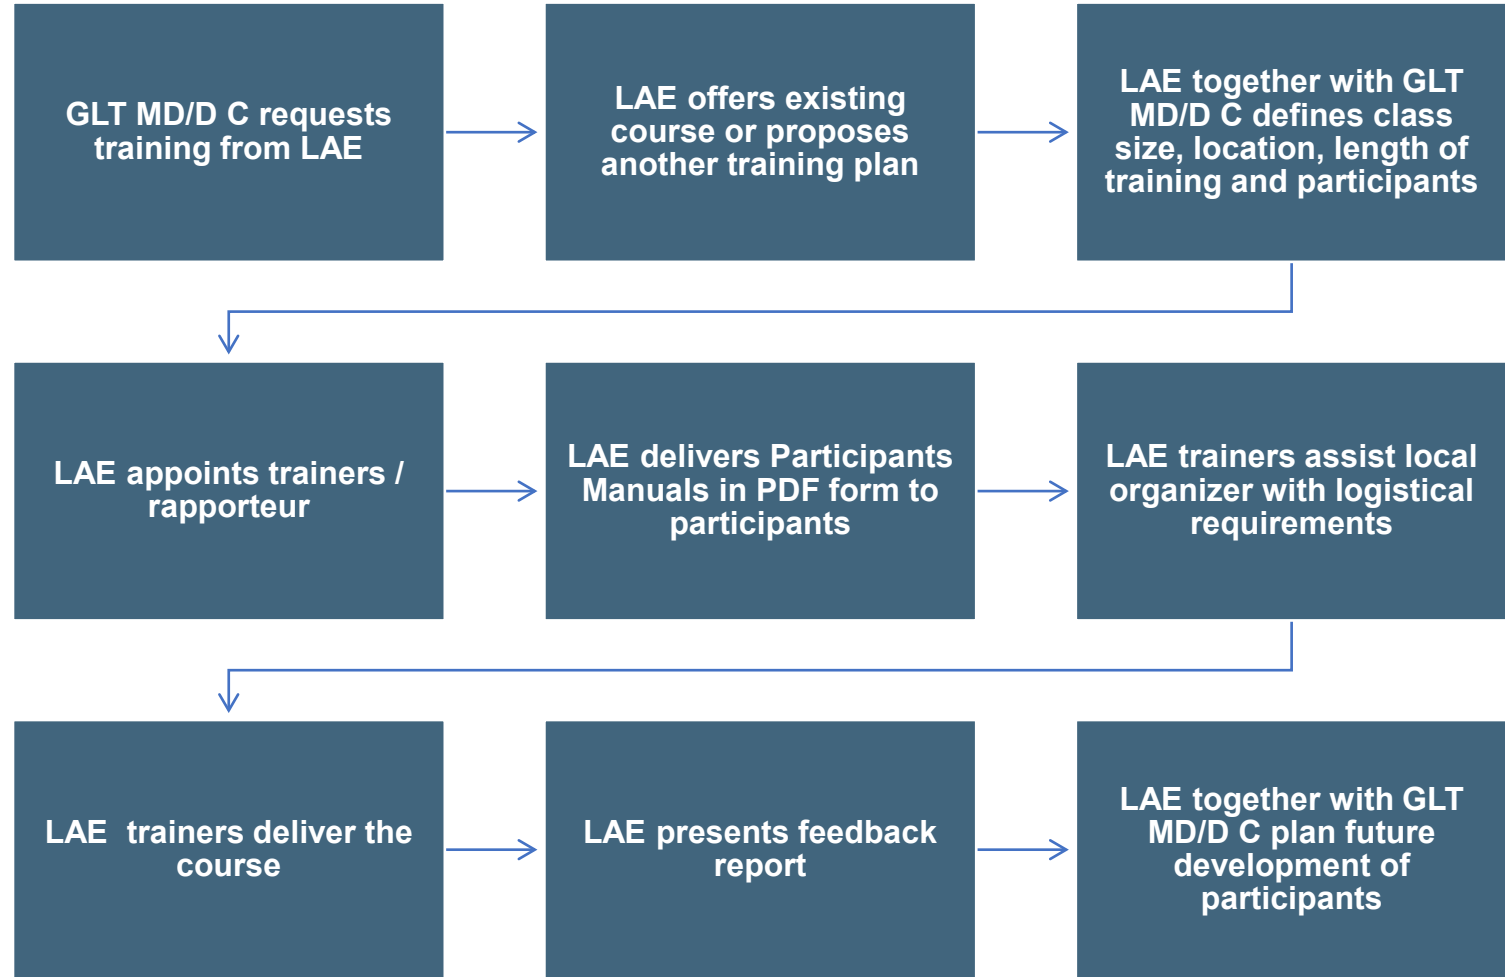 GLT MD/D C requests
training from LAE
LAE offers existing
course or proposes
another training plan
LAE together with GLT
MD/D C defines class
size, location, length of
training and participants
LAE appoints trainers /
rapporteur
LAE delivers Participants
Manuals in PDF form to
participants
LAE trainers assist local
organizer with logistical
requirements
LAE  trainers deliver the
course
LAE presents feedback
report
LAE together with GLT
MD/D C plan future
development of
participants